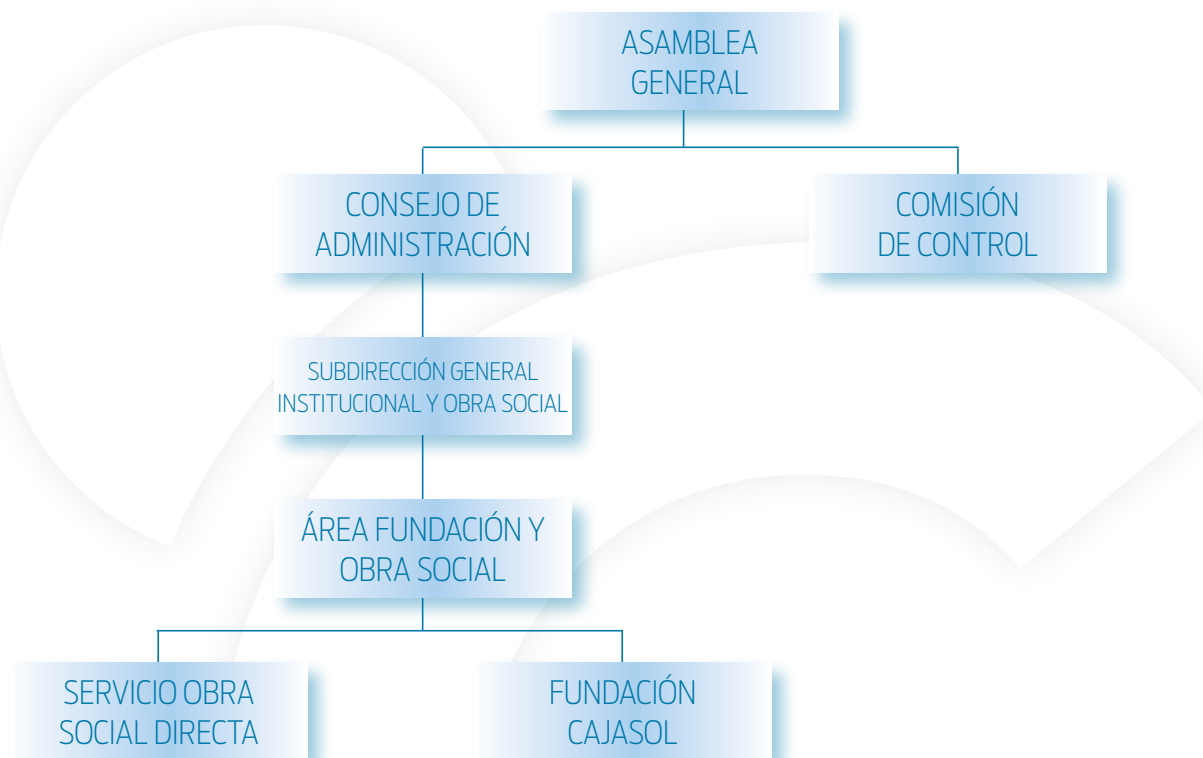 ASAMBLEA
GENERAL
CONSEJO DE
ADMINISTRACIÓN
COMISIÓN
DE CONTROL
SUBDIRECCIÓN GENERAL
INSTITUCIONAL Y OBRA SOCIAL
ÁREA FUNDACIÓN Y
OBRA SOCIAL
SERVICIO OBRA
SOCIAL DIRECTA
FUNDACIÓN
CAJASOL